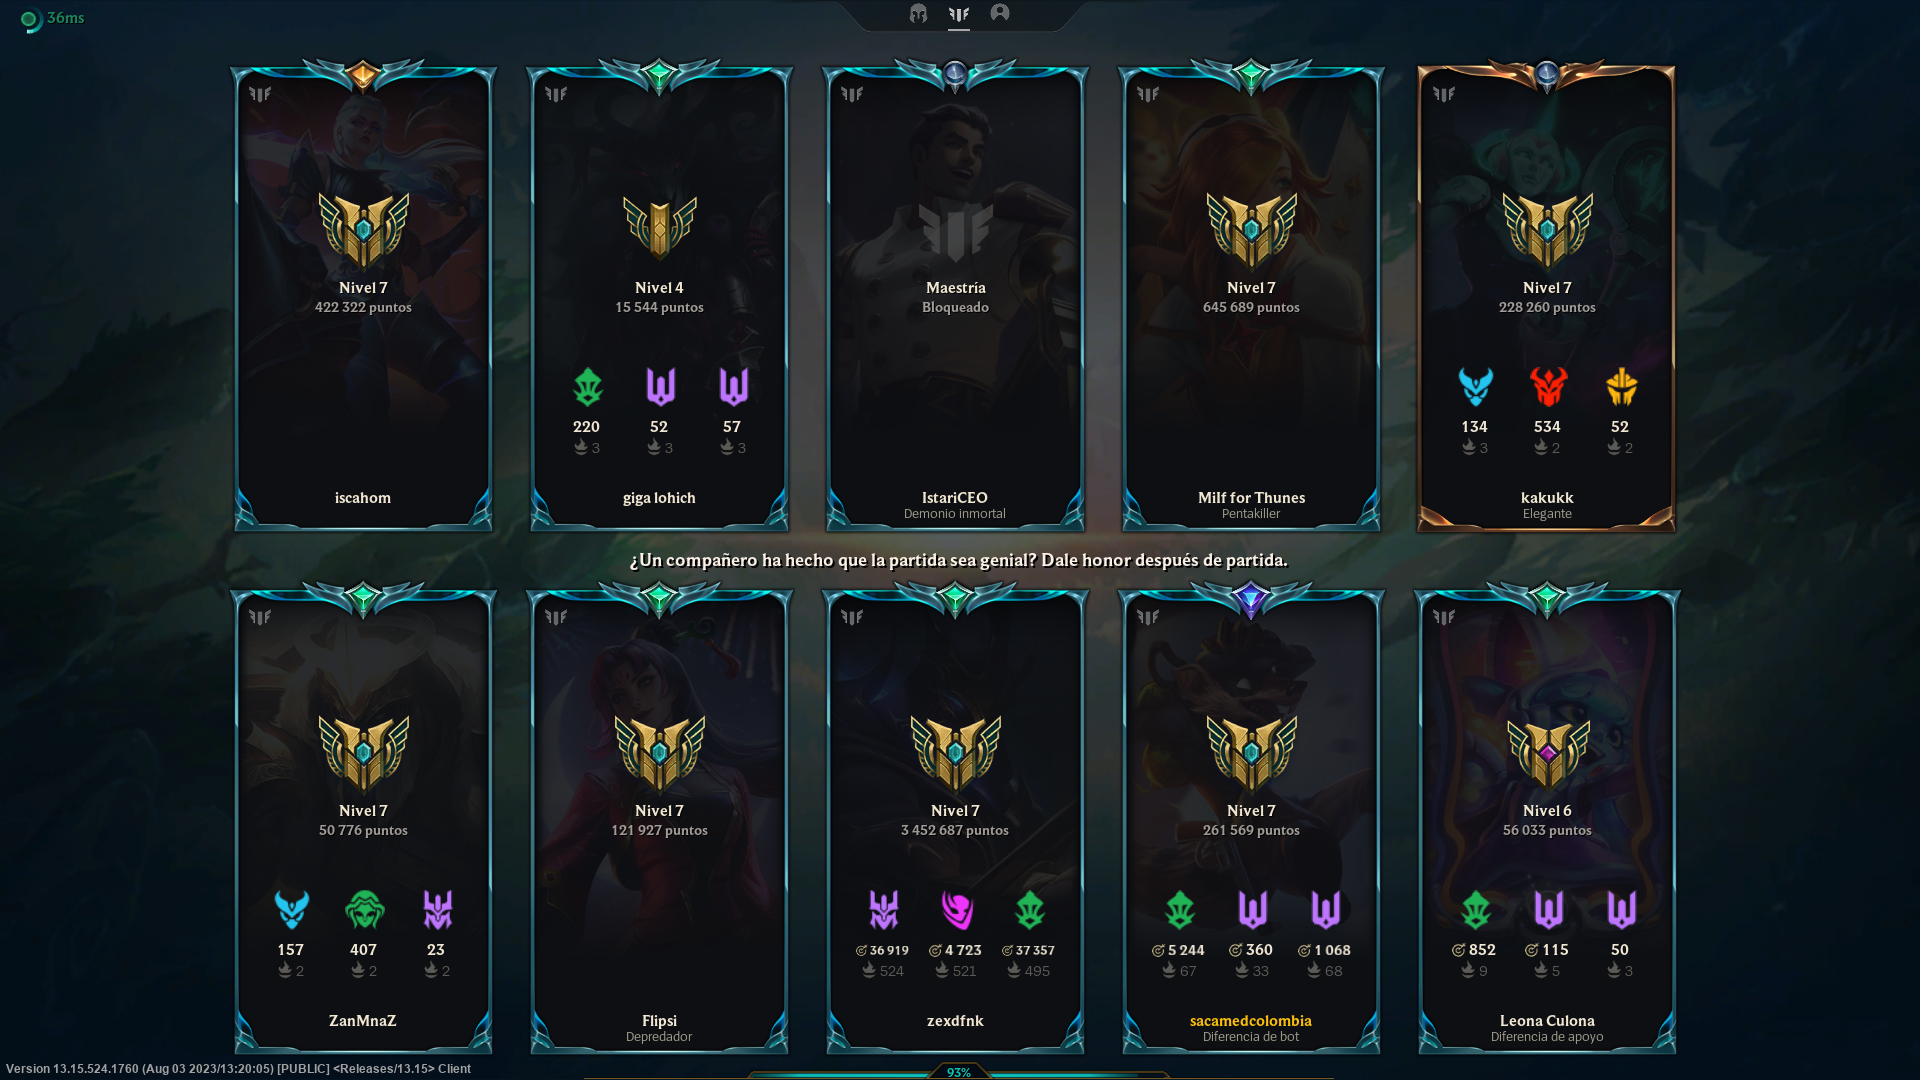 36ms
Nivel 7
422 322 puntos
iscahom
Nivel 4
15 544 puntos
220 52 57
3 3 3
giga lohich
Maestría
Bloqueado
IstariCEO
Demonio inmortal
Nivel 7
645 689 puntos
Milf for Thunes
Pentakiller
Nivel 7
228 260 puntos
134 534 52
3 2 2
kakukk
Elegante
¿Un compañero ha hecho que la partida sea genial? Dale honor después de partida.
Nivel 7
50 776 puntos
157 407 23
2 2 2
ZanMnaZ
Nivel 7
121 927 puntos
Flipsi
Depredador
Nivel 7
3 452 687 puntos
36 919 4 723 37 357
524 521 495
zexdfnk
Nivel 7
261 569 puntos
5 244 360 1 068
67 33 68
sacamedcolombia
Diferencia de bot
Nivel 6
56 033 puntos
852 115 50
9 5 3
Leona Culona
Diferencia de apoyo
Version 13.15.524.1760 (Aug 03 2023/13:20:05) [PUBLIC] <Releases/13.15> Client
93%